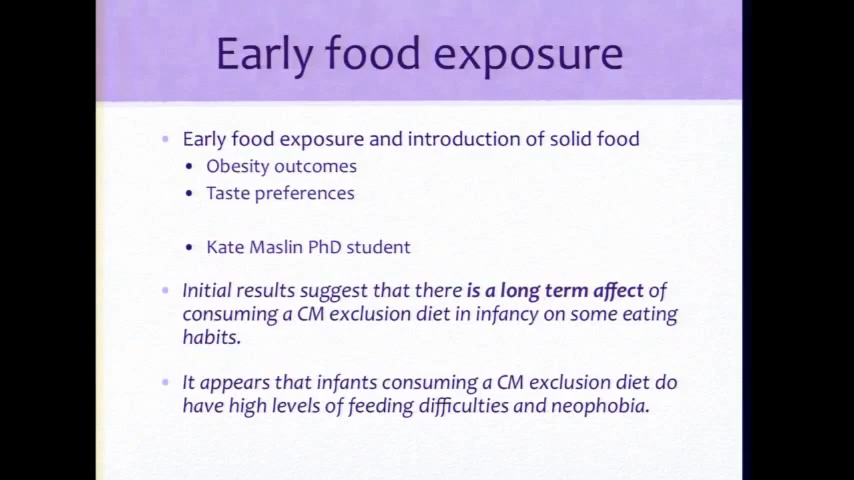 Early food exposure
• Early food exposure and introduction of solid food
• Obesity outcomes
• Taste preferences
• Kate Maslin PhD student
• Initial results suggest that there is a long term affect of
consuming a CM exclusion diet in infancy on some eating
habits.
• It appears that infants consuming a CM exclusion diet do
have high levels of feeding difficulties and neophobia.